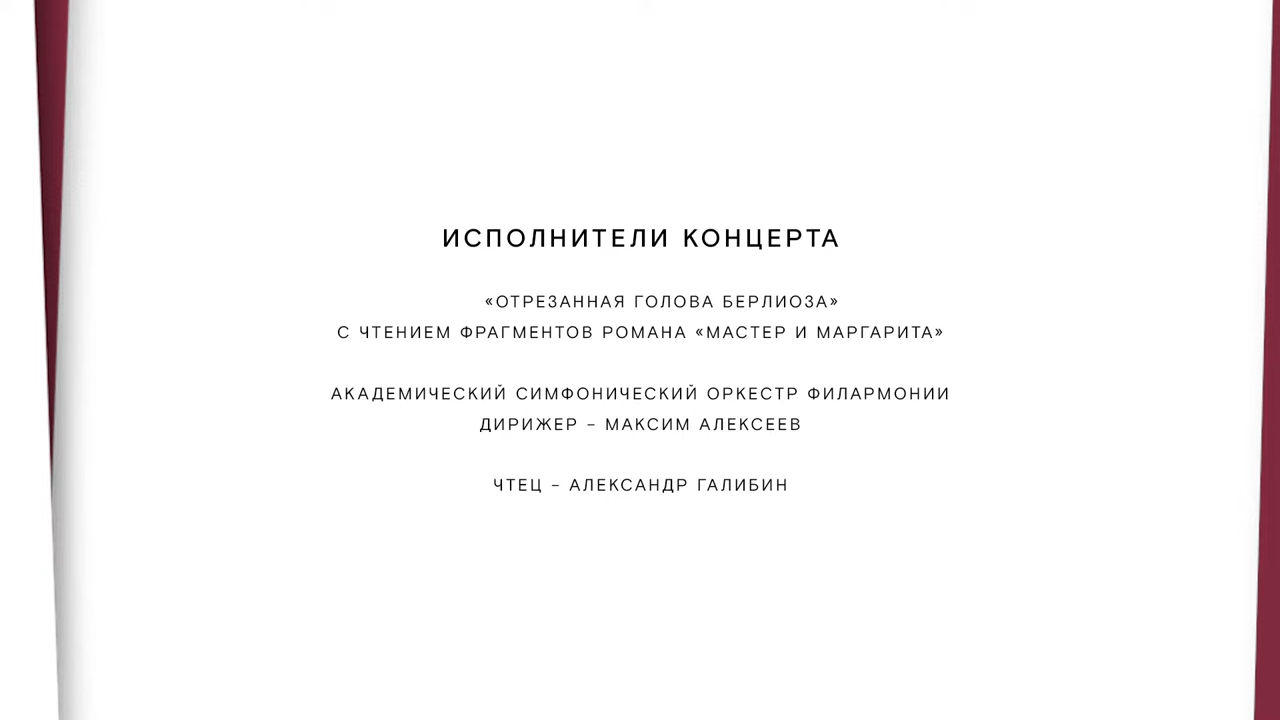 ИСПОЛНИТЕЛИ КОНЦЕРТА
«ОТРЕЗАННАЯ ГОЛОВА БЕРЛИОЗА»
С ЧТЕНИЕМ ФРАГМЕНТОВ РОМАНА «МАСТЕР И МАРГАРИТА»
АКАДЕМИЧЕСКИЙ СИМФОНИЧЕСКИЙ ОРКЕСТР ФИЛАРМОНИИ
ДИРИЖЕР – МАКСИМ АЛЕКСЕЕВ
ЧТЕЦ – АЛЕКСАНДР ГАЛИБИН